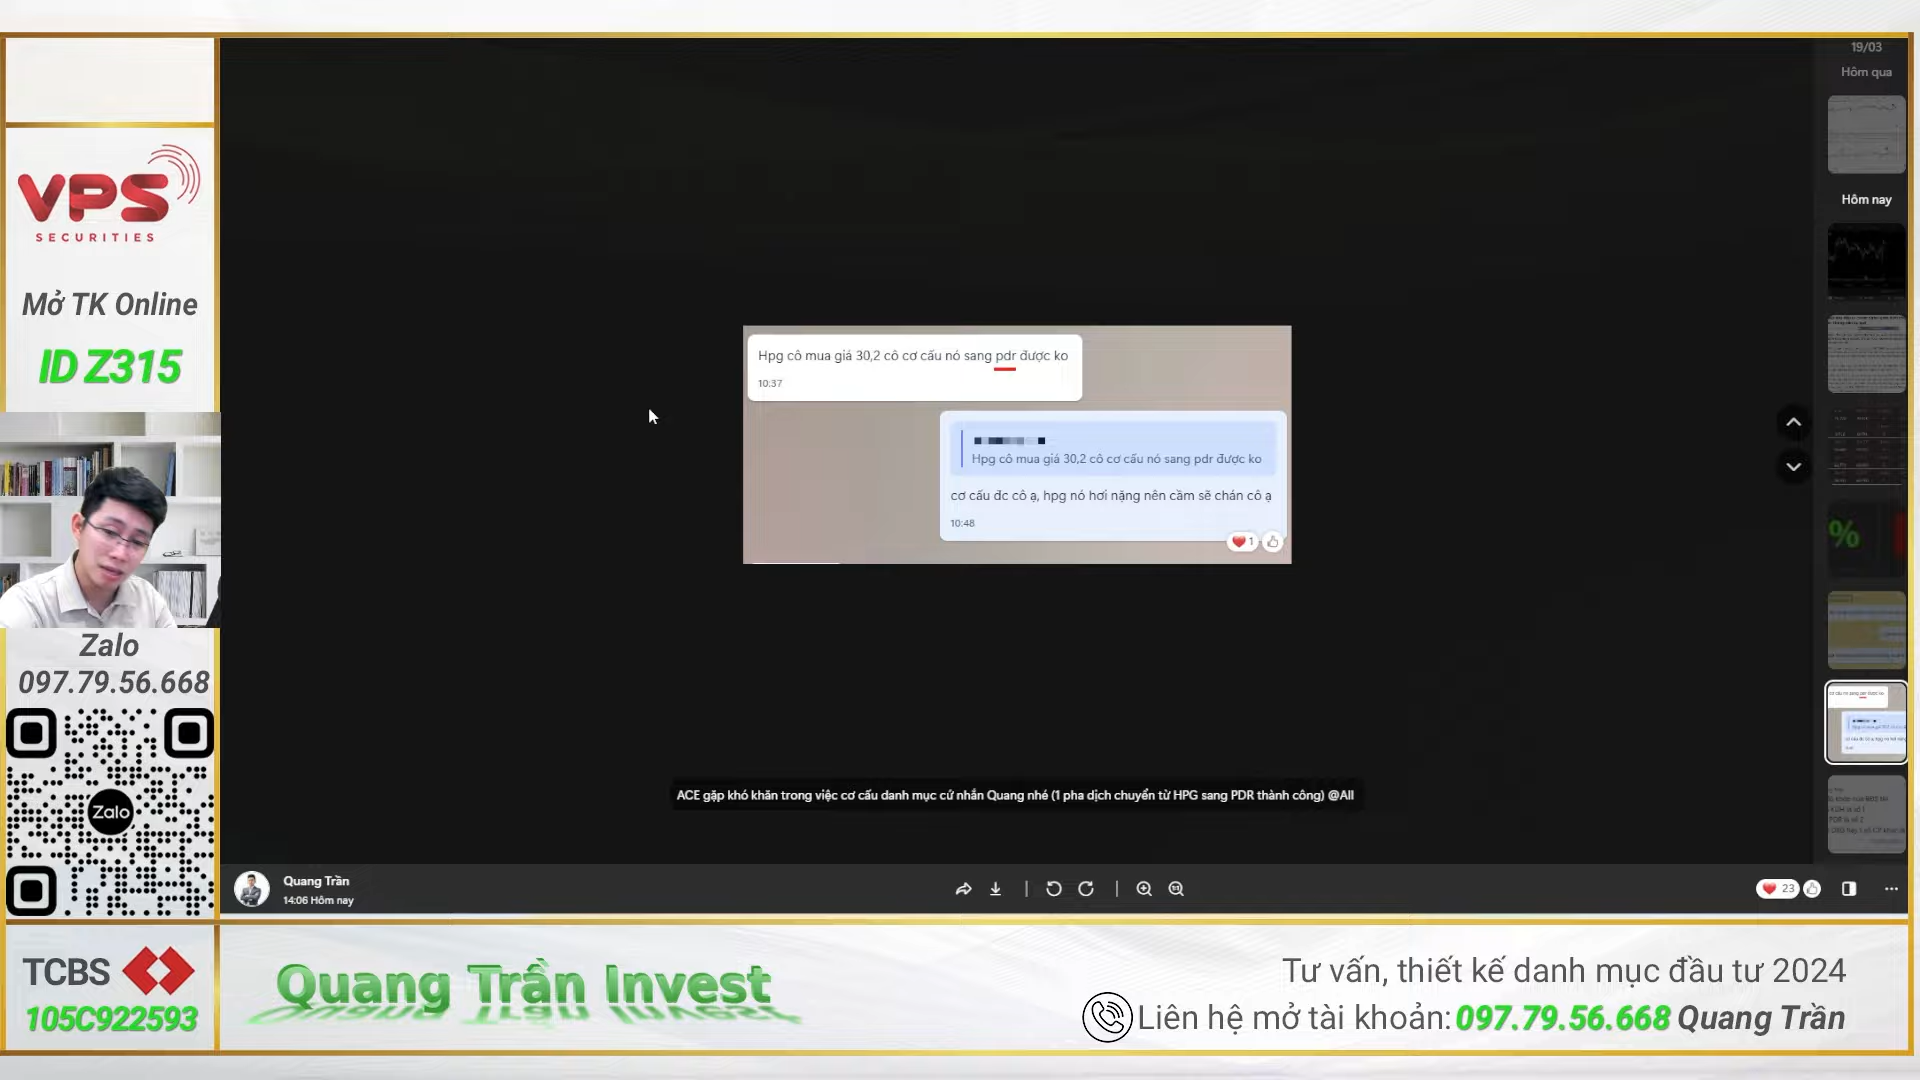 VPS
SECURITIES
Mở TK Online
ID Z315
Zalo
097.79.56.668
Zalo
TCBS
105C922593
Hpg cô mua giá 30,2 cô cơ cấu nó sang pdr được ko
10:37
Hpg cô mua giá 30,2 cô cơ cấu nó sang pdr được ko
cơ cấu đc cô ạ, hpg nó hơi nặng nên cầm sẽ chán cô ạ
10:48
1
ACE gặp khó khăn trong việc cơ cấu danh mục cứ nhắn Quang nhé (1 pha dịch chuyển từ HPG sang PDR thành công) @All
Quang Trần
14:06 Hôm nay
23
19/03
Hôm qua
Hôm nay
%
Quang Trần Invest
Tư vấn, thiết kế danh mục đầu tư 2024
Liên hệ mở tài khoản: 097.79.56.668 Quang Trần